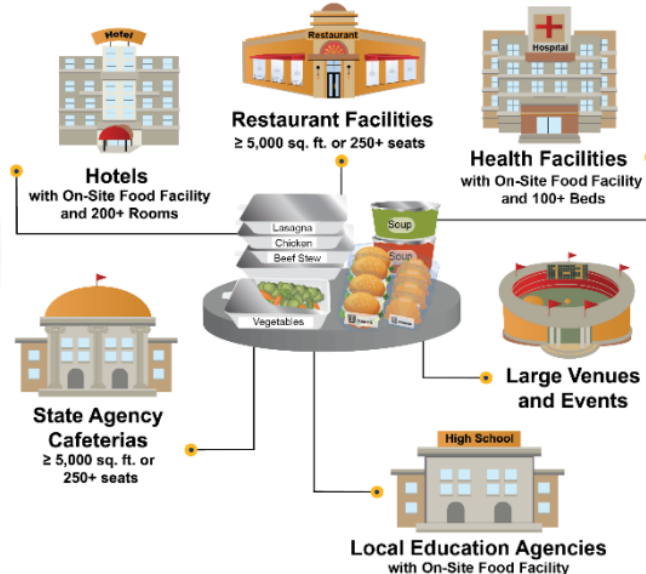 Hotel
Hotels
with On-Site Food Facility
and 200+ Rooms
Restaurant
Restaurant Facilities
≥ 5,000 sq. ft. or 250+ seats
Hospital
Health Facilities
with On-Site Food Facility
and 100+ Beds
Lasagna
Chicken
Beef Stew
Vegetables
Soup
Soup
State Agency
Cafeterias
≥ 5,000 sq. ft. or
250+ seats
Large Venues
and Events
High School
Local Education Agencies
with On-Site Food Facility